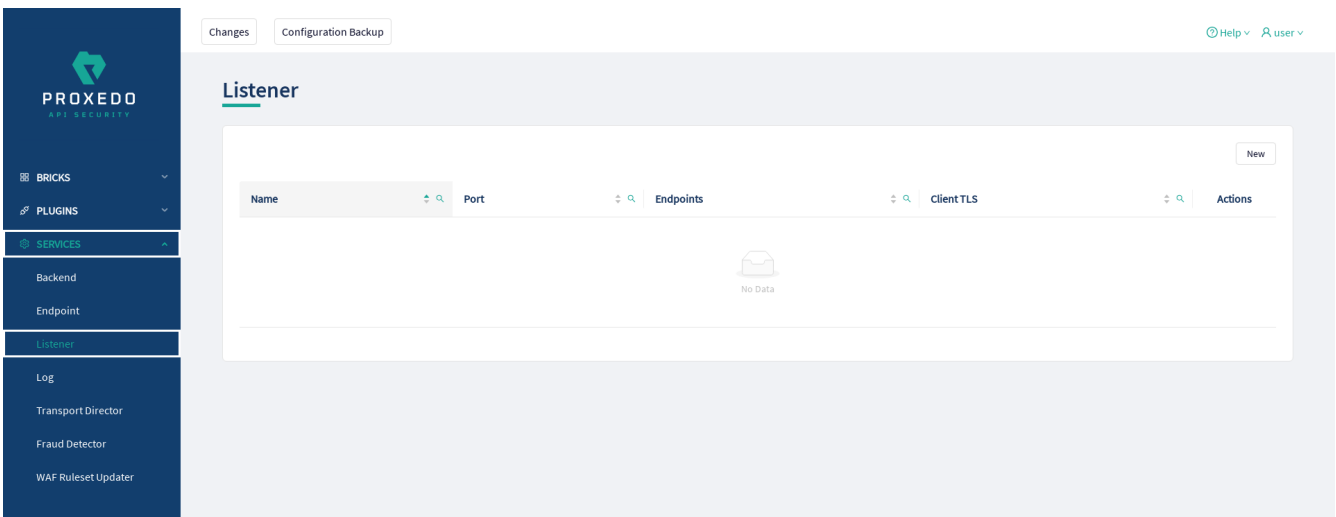 Changes Configuration Backup Help user
PROXEDO
API SECURITY
Listener
New
BRICKS
PLUGINS
SERVICES
Backend
Endpoint
Listener
Log
Transport Director
Fraud Detector
WAF Ruleset Updater
Name Port Endpoints Client TLS Actions
No Data